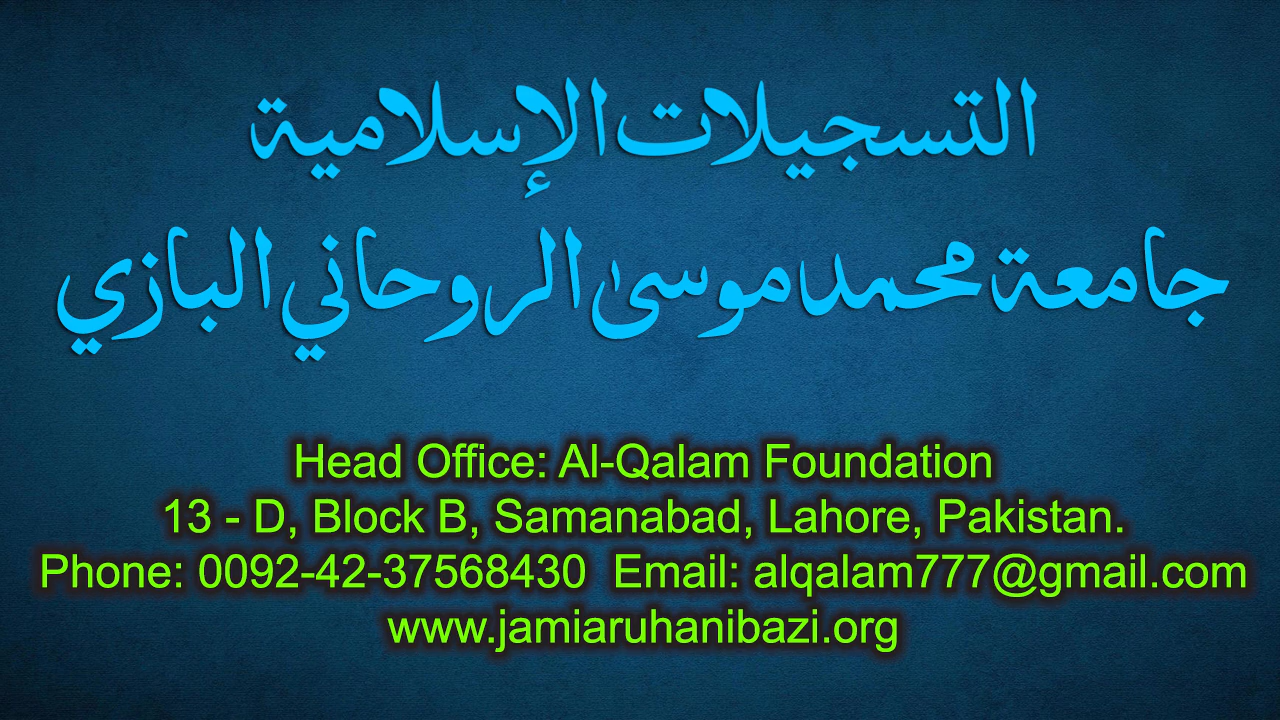 التسجيلات الإسلامية
جامعة محمد موسىٰ الروحاني البازي
Head Office: Al-Qalam Foundation
13 - D, Block B, Samanabad, Lahore, Pakistan.
Phone: 0092-42-37568430  Email: alqalam777@gmail.com
www.jamiaruhanibazi.org